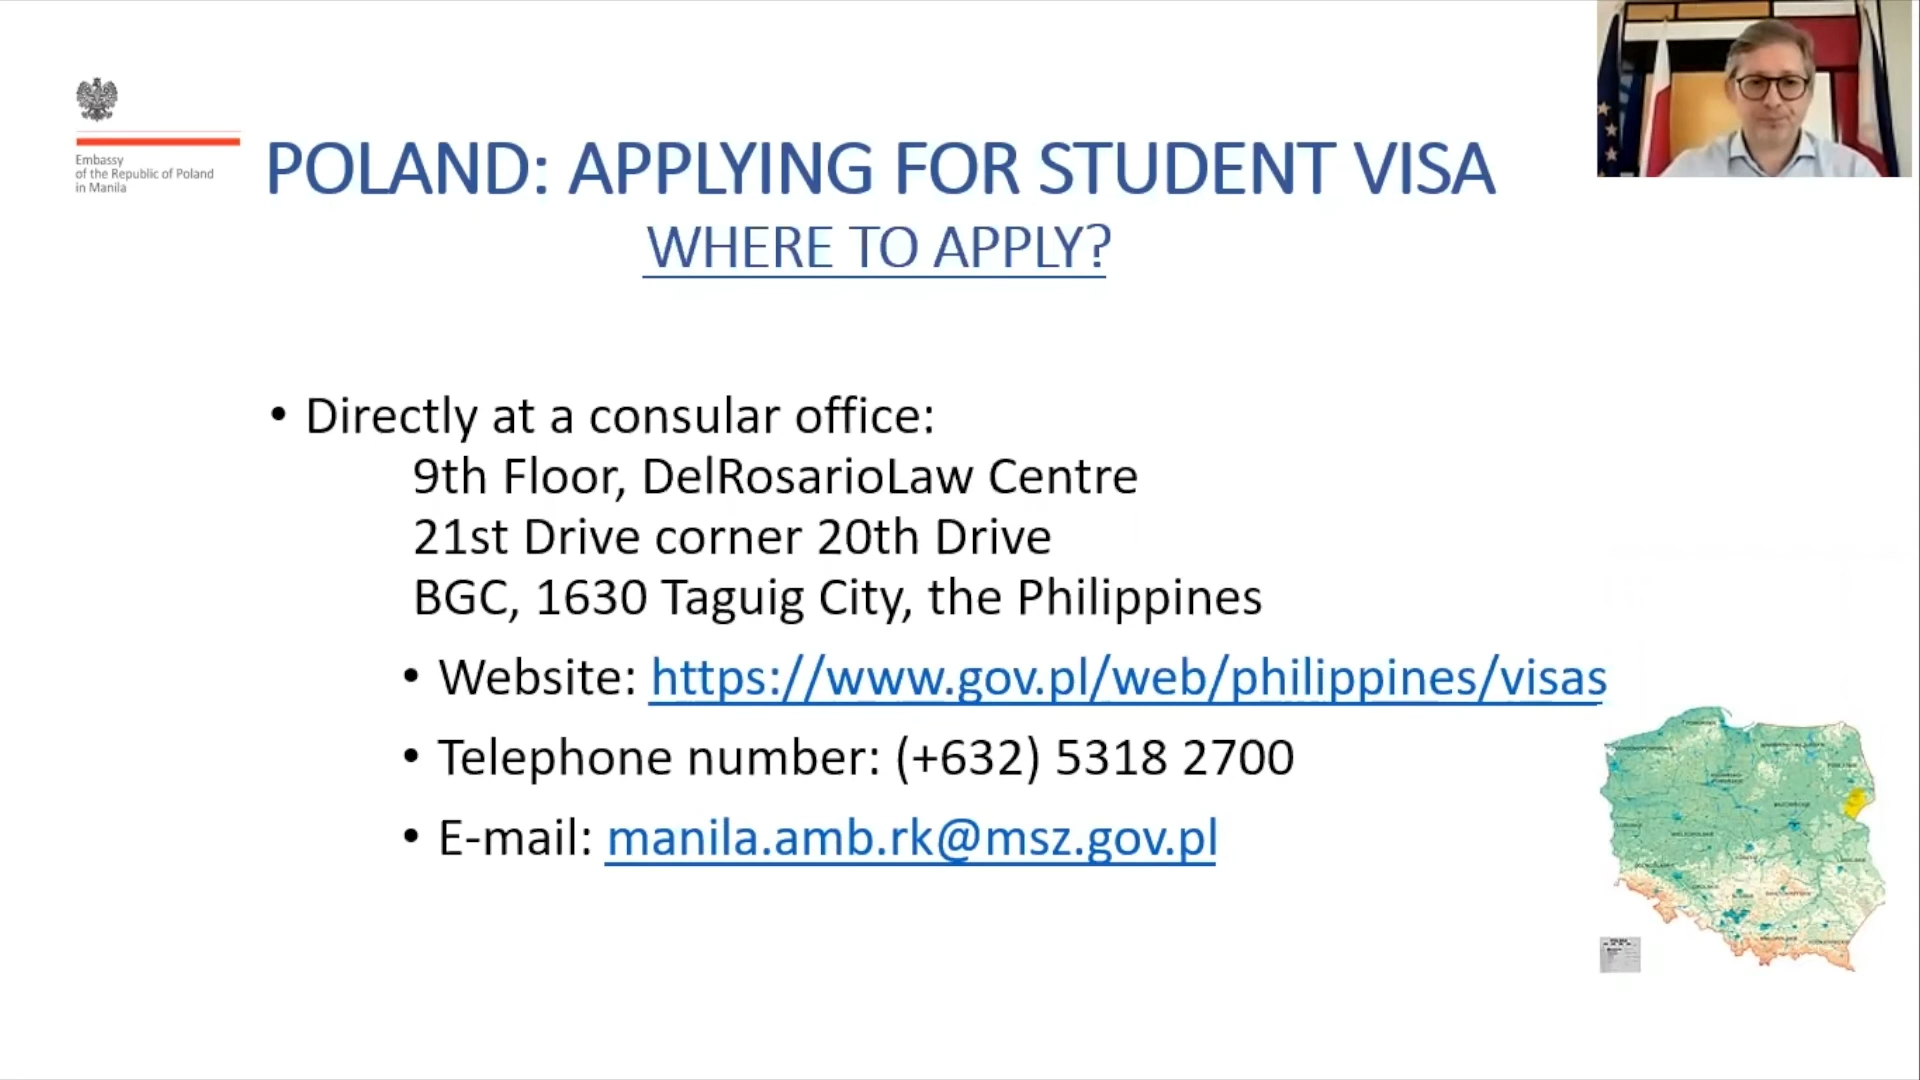 Embassy
of the Republic of Poland
in Manila
POLAND: APPLYING FOR STUDENT VISA
WHERE TO APPLY?
• Directly at a consular office:
9th Floor, DelRosarioLaw Centre
21st Drive corner 20th Drive
BGC, 1630 Taguig City, the Philippines
• Website: https://www.gov.pl/web/philippines/visas
• Telephone number: (+632) 5318 2700
• E-mail: manila.amb.rk@msz.gov.pl